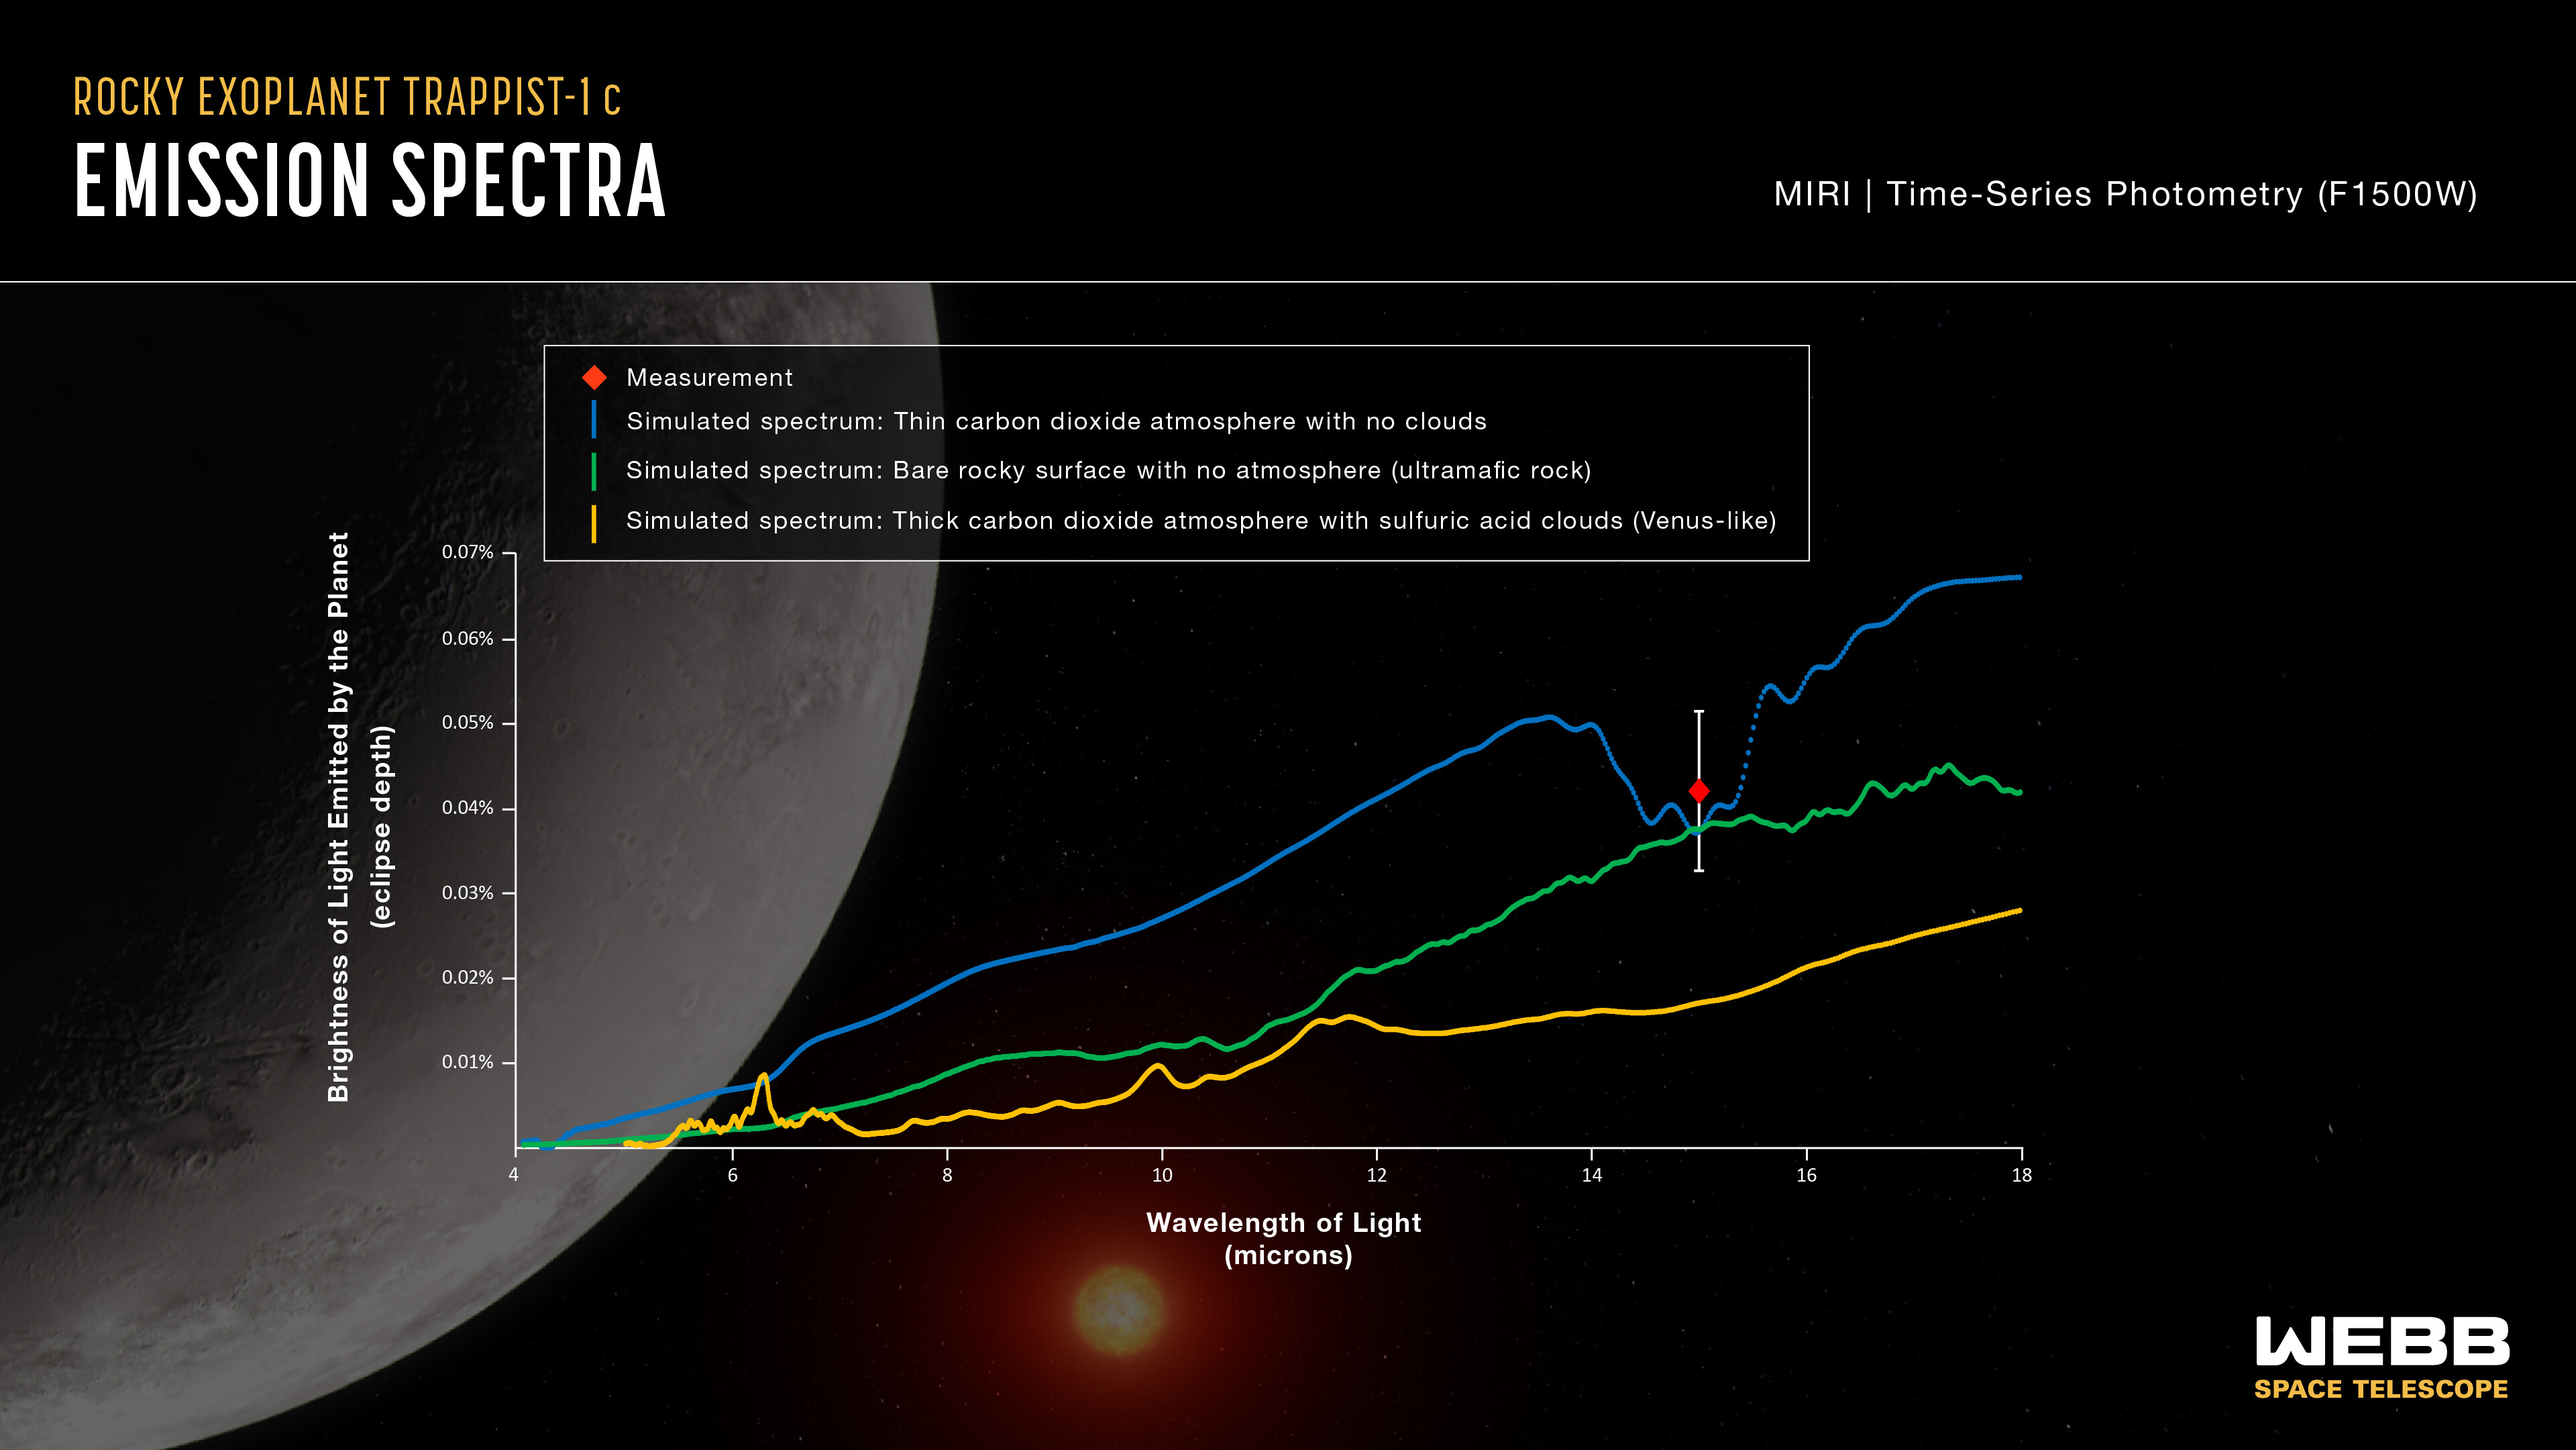 ROCKY EXOPLANET TRAPPIST-1 c
EMISSION SPECTRA
MIRI | Time-Series Photometry (F1500W)
Measurement
Simulated spectrum: Thin carbon dioxide atmosphere with no clouds
Simulated spectrum: Bare rocky surface with no atmosphere (ultramafic rock)
Simulated spectrum: Thick carbon dioxide atmosphere with sulfuric acid clouds (Venus-like)
Brightness of Light Emitted by the Planet
(eclipse depth)
0.07%
0.06%
0.05%
0.04%
0.03%
0.02%
0.01%
4 6 8 10 12 14 16 18
Wavelength of Light
(microns)
WEBB
SPACE TELESCOPE